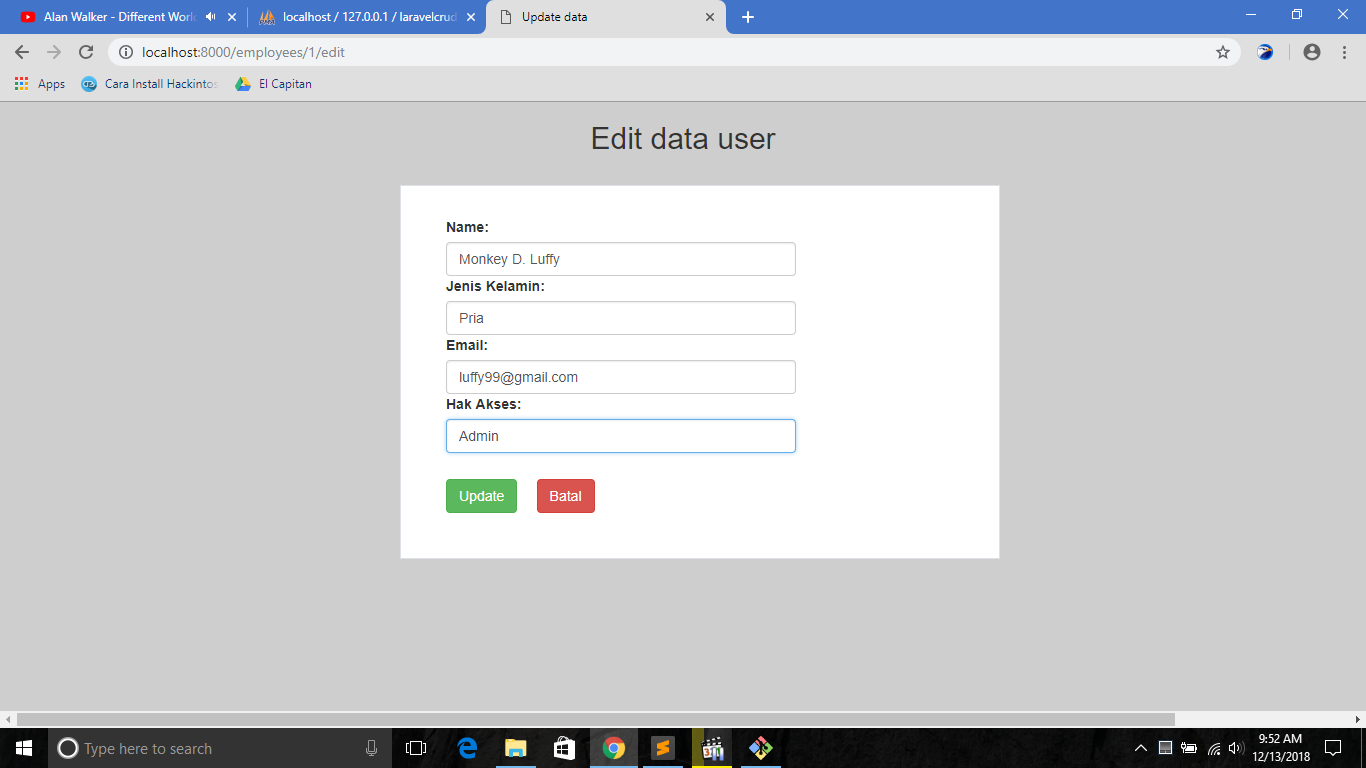 Alan Walker - Different Worl
localhost / 127.0.0.1 / laravelcrud
Update data
localhost:8000/employees/1/edit
Apps
Cara Install Hackintos
El Capitan
Edit data user
Name:
Monkey D. Luffy
Jenis Kelamin:
Pria
Email:
luffy99@gmail.com
Hak Akses:
Admin
Update
Batal
Type here to search
9:52 AM
12/13/2018